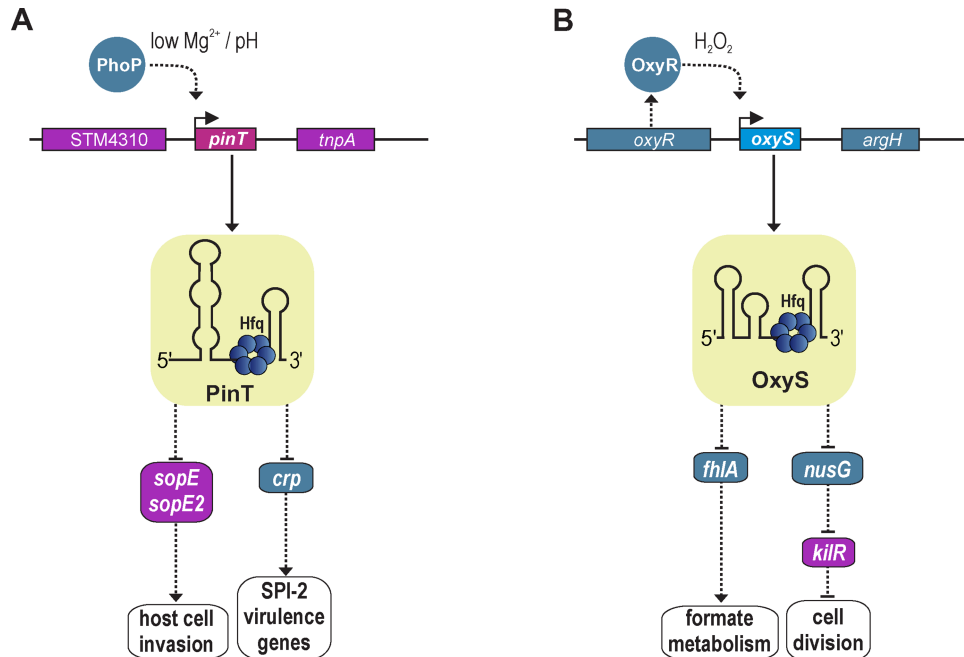 A
low Mg²⁺ / pH
PhoP
STM4310
pinT
tnpA
Hfq
5'
3'
PinT
sopE
sopE2
crp
host cell
invasion
SPI-2
virulence
genes
B
H₂O₂
OxyR
oxyR
oxyS
argH
Hfq
5'
3'
OxyS
fhlA
nusG
kilR
formate
metabolism
cell
division